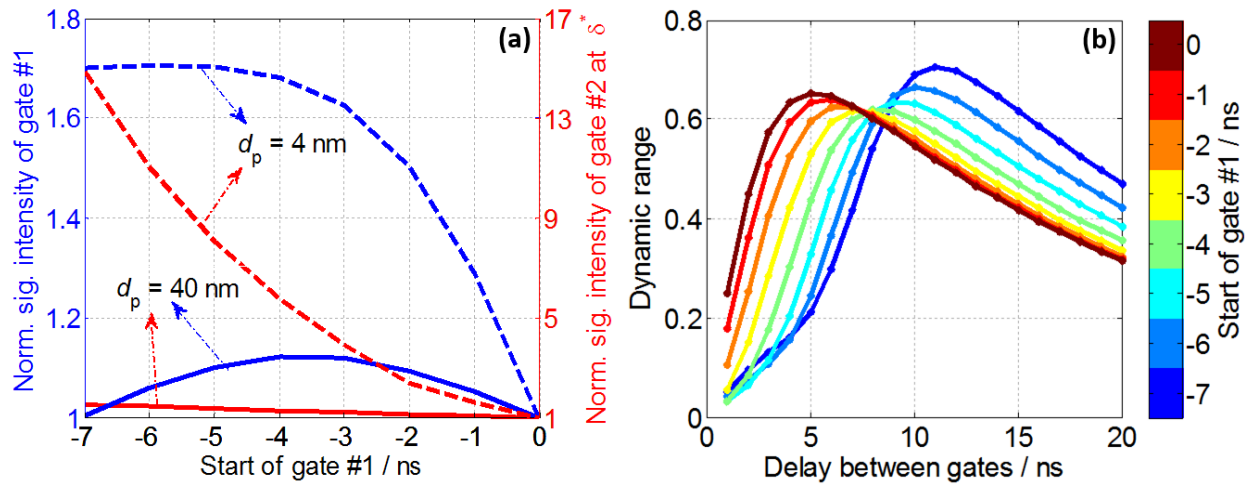 (a)
Norm. sig. intensity of gate #1
1.8
1.6
1.4
1.2
1
17
15
13
9
5
1
Norm. sig. intensity of gate #2 at δ*
dp = 4 nm
dp = 40 nm
-7 -6 -5 -4 -3 -2 -1 0
Start of gate #1 / ns
(b)
Dynamic range
0.8
0.6
0.4
0.2
0
0 5 10 15 20
Delay between gates / ns
0
-1
-2
-3
-4
-5
-6
-7
Start of gate #1 / ns